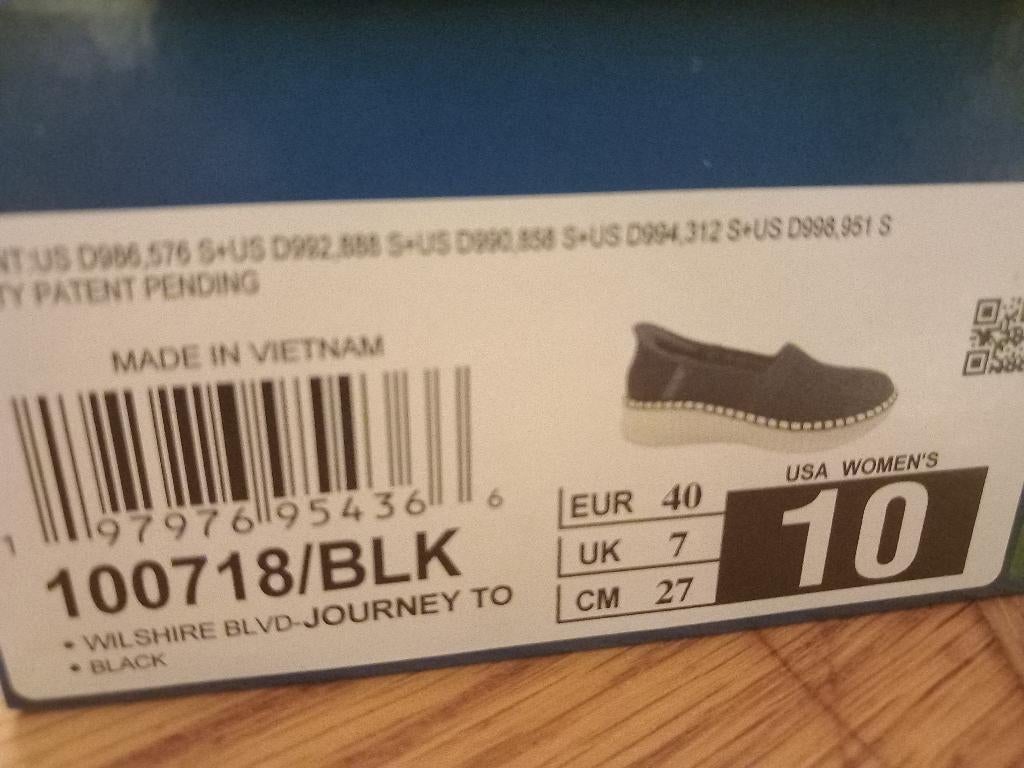 NT:US D986,576 S+US D992,888 S+US D990,858 S+US D994,312 S+US D998,951 S
TY PATENT PENDING
MADE IN VIETNAM
1 97976 95436 6
100718/BLK
• WILSHIRE BLVD-JOURNEY TO
• BLACK
USA WOMEN'S
10
EUR 40
UK 7
CM 27